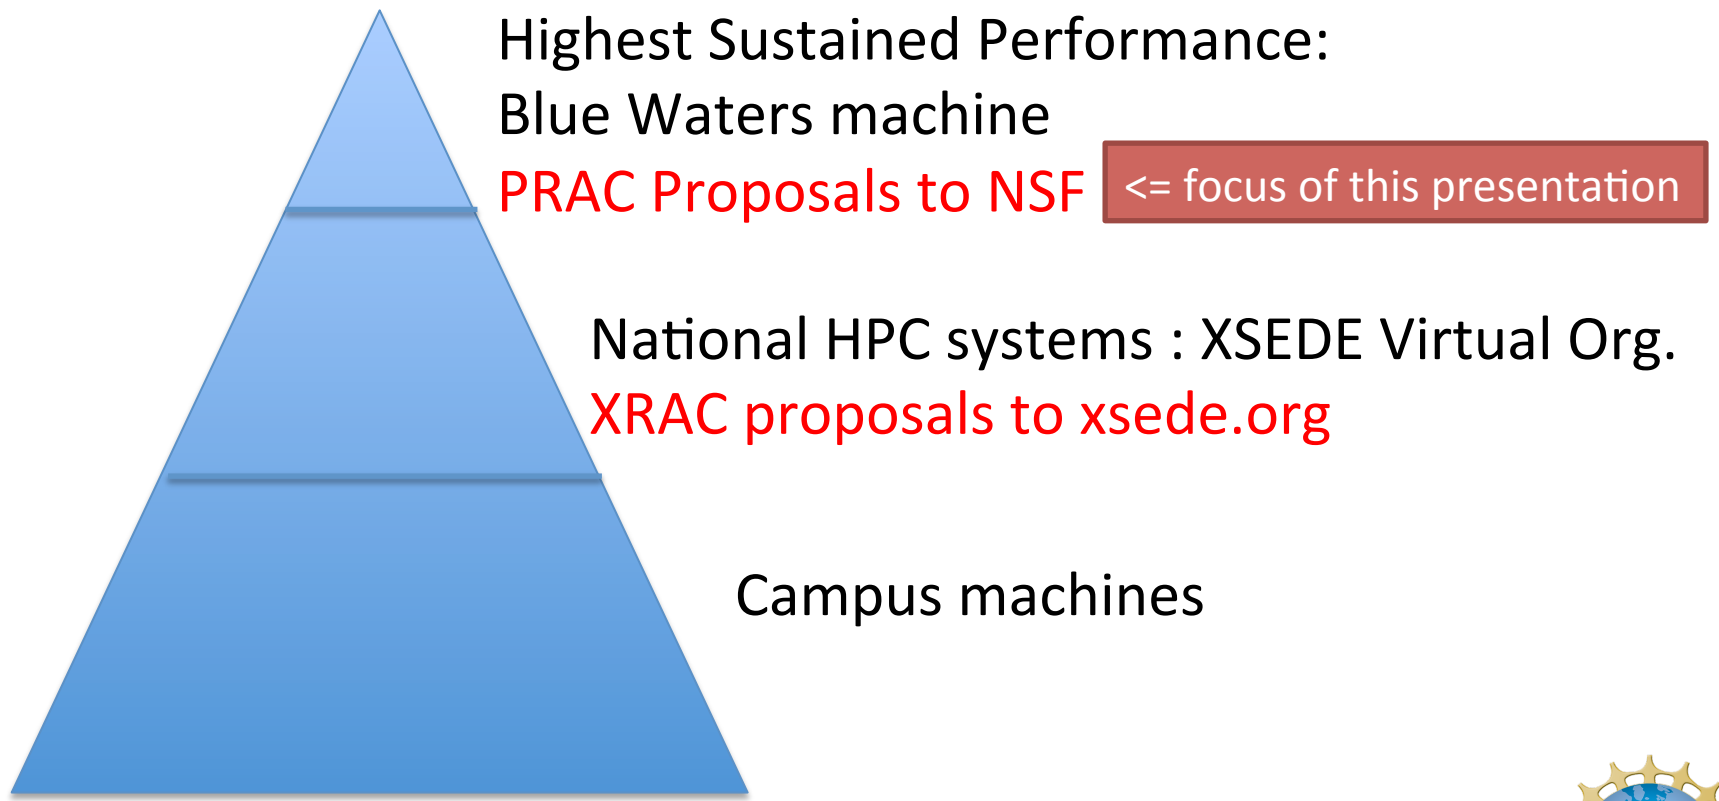 Highest Sustained Performance:
Blue Waters machine
PRAC Proposals to NSF <= focus of this presentation
National HPC systems : XSEDE Virtual Org.
XRAC proposals to xsede.org
Campus machines